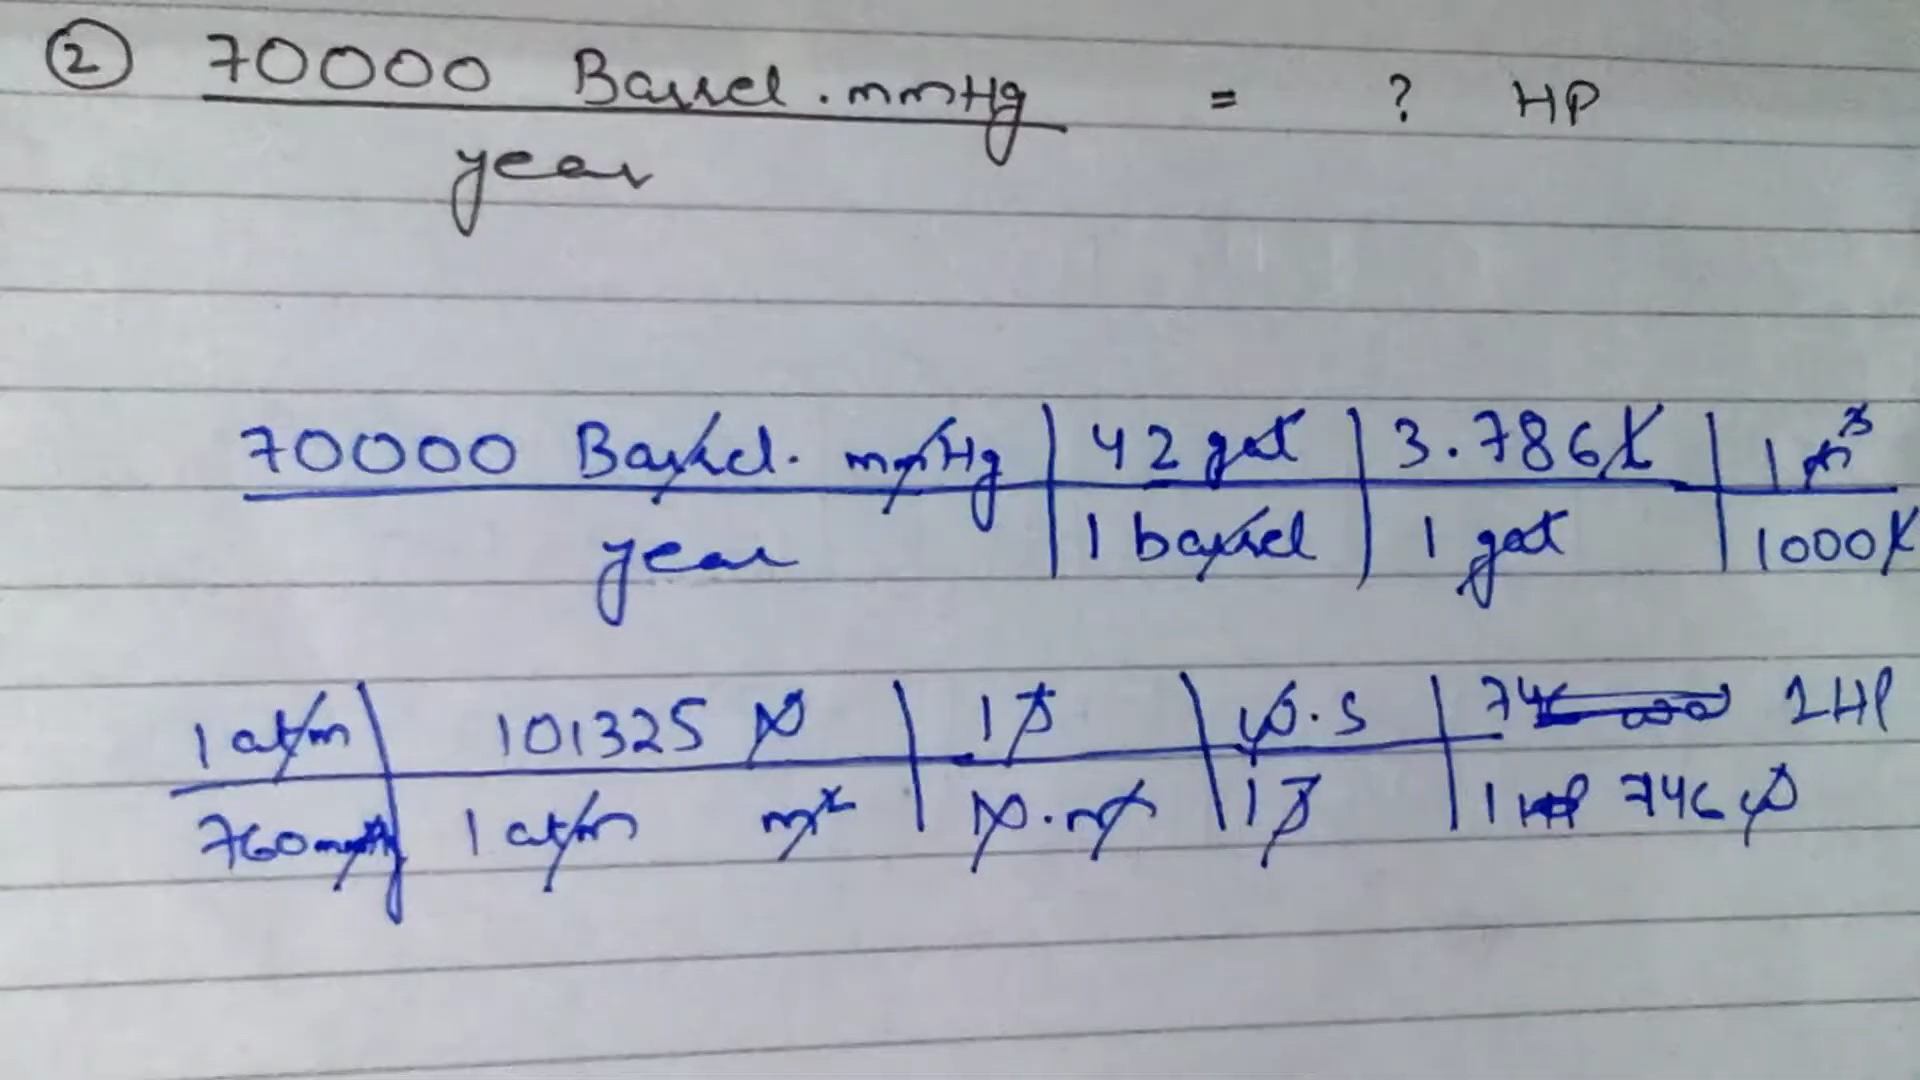 ② 70000 Barrel . mmHg = ? HP
year
70000 Barrel . mmHg | 42 gal | 3.786 L | 1 m³
year | 1 barrel | 1 gal | 1000 L
1 atm | 101325 N | 1 J | W.S | 1 HP
760 mmHg | 1 atm m² | N.m | 1 J | 746 W